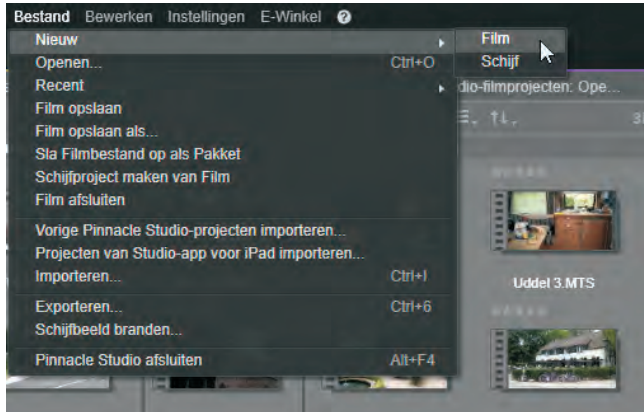 Bestand Bewerken Instellingen E-Winkel ?
Nieuw
Film
Openen... Ctrl+O
Schijf
Recent
dio-filmprojecten: Ope...
Film opslaan
Film opslaan als...
Sla Filmbestand op als Pakket
Schijfproject maken van Film
Film afsluiten
Vorige Pinnacle Studio-projecten importeren...
Projecten van Studio-app voor iPad importeren...
Importeren... Ctrl+I
Uddel 3.MTS
Exporteren... Ctrl+6
Schijfbeeld branden...
Pinnacle Studio afsluiten Alt+F4